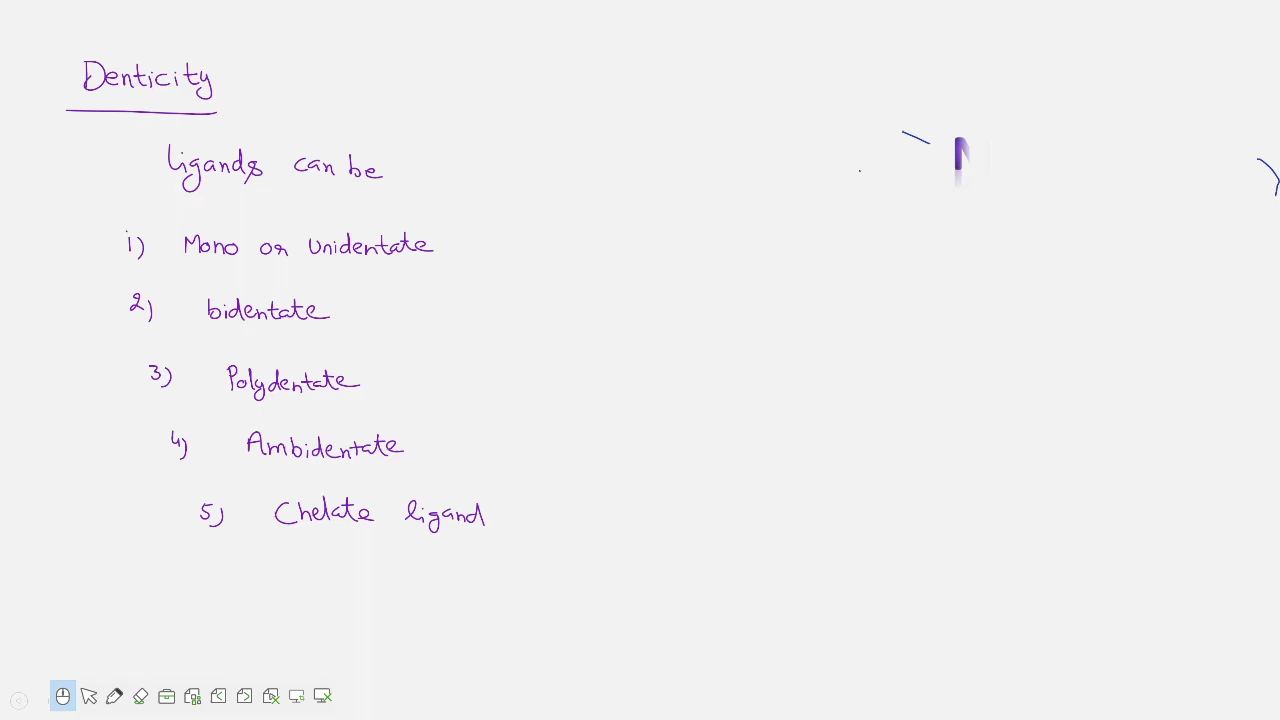 Denticity
Ligands can be
1) Mono or Unidentate
2) bidentate
3) Polydentate
4) Ambidentate
5) Chelate ligand